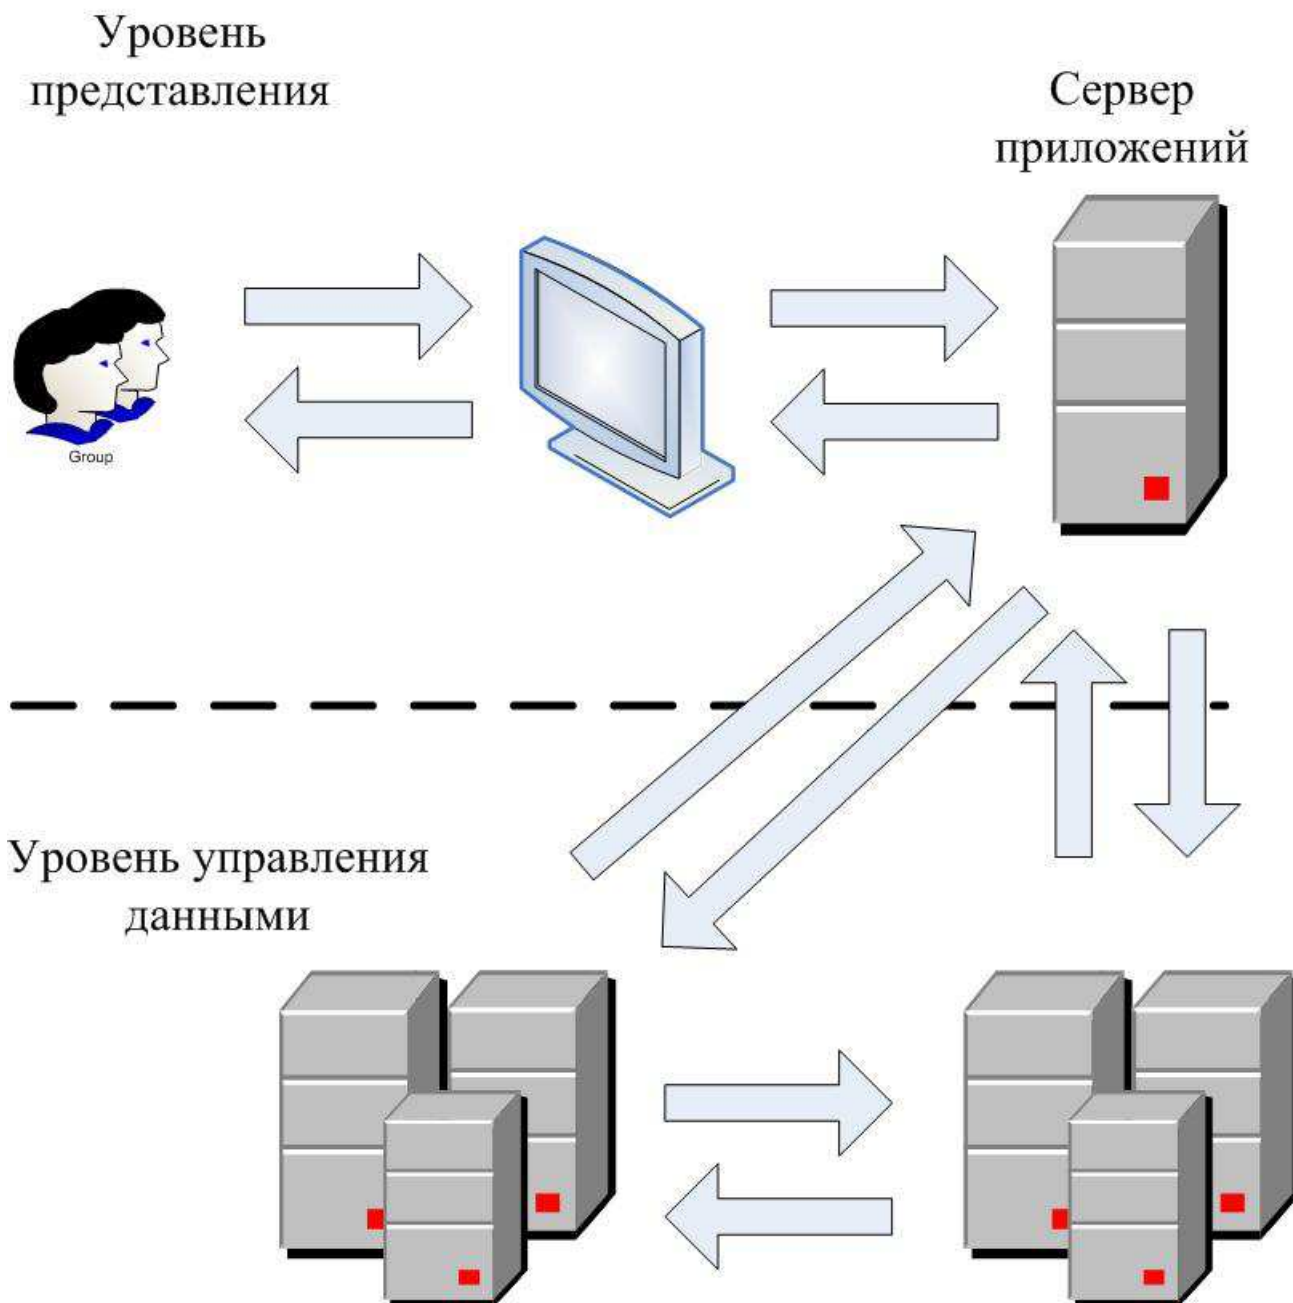 Уровень
представления
Сервер
приложений
Group
Уровень управления
данными